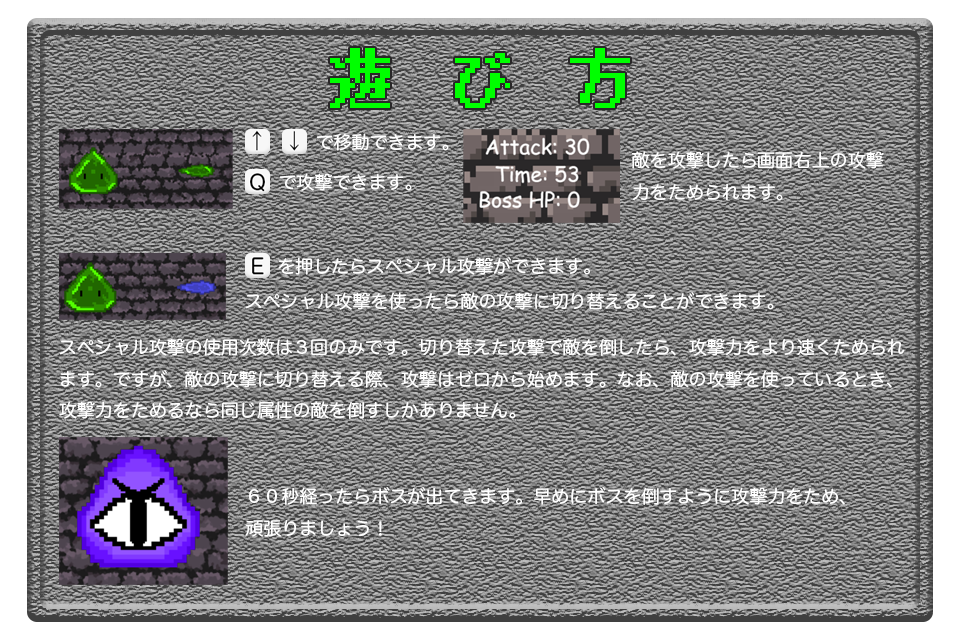 遊び方
↑ ↓ で移動できます。
Q で攻撃できます。
Attack: 30
Time: 53
Boss HP: 0
敵を攻撃したら画面右上の攻撃
力をためられます。
E を押したらスペシャル攻撃ができます。
スペシャル攻撃を使ったら敵の攻撃に切り替えることができます。
スペシャル攻撃の使用次数は３回のみです。切り替えた攻撃で敵を倒したら、攻撃力をより速くためられ
ます。ですが、敵の攻撃に切り替える際、攻撃はゼロから始めます。なお、敵の攻撃を使っているとき、
攻撃力をためるなら同じ属性の敵を倒すしかありません。
６０秒経ったらボスが出てきます。早めにボスを倒すように攻撃力をため、
頑張りましょう！